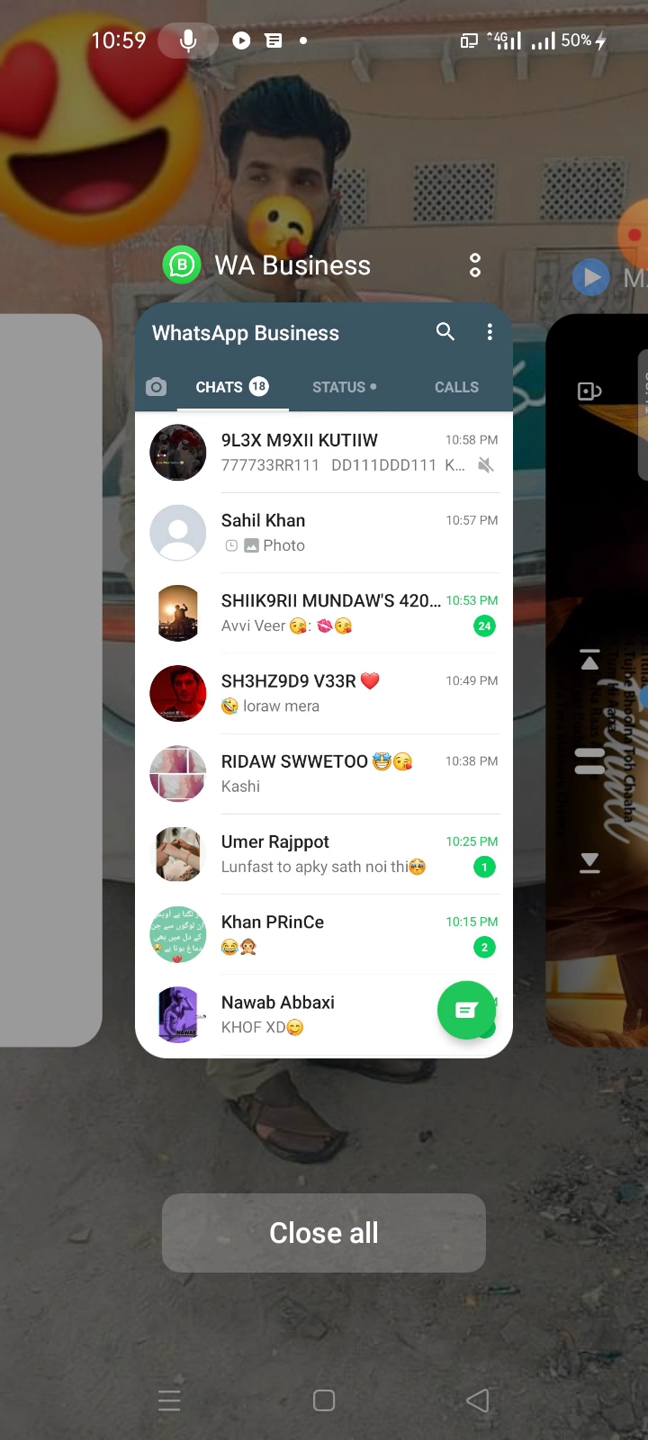 10:59
4G
50%
WA Business
M
WhatsApp Business
CHATS 18
STATUS
CALLS
9L3X M9XII KUTIIW
10:58 PM
777733RR111 DD111DDD111 K...
Sahil Khan
10:57 PM
Photo
SHIIK9RII MUNDAW'S 420...
10:53 PM
Avvi Veer 😘: 💋😘
24
SH3HZ9D9 V33R ❤️
10:49 PM
🤣 loraw mera
RIDAW SWWETOO 🤩😘
10:38 PM
Kashi
Umer Rajppot
10:25 PM
Lunfast to apky sath noi thi🥺
1
Khan PRinCe
10:15 PM
😂🙊
2
Nawab Abbaxi
KHOF XD😋
Close all